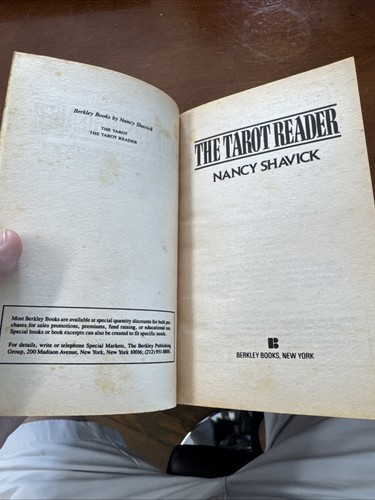 Berkley Books by Nancy Shavick
THE TAROT
THE TAROT READER
Most Berkley Books are available at special quantity discounts for bulk pur-
chases for sales promotions, premiums, fund raising, or educational use.
Special books or book excerpts can also be created to fit specific needs.
For details, write or telephone Special Markets, The Berkley Publishing
Group, 200 Madison Avenue, New York, New York 10016; (212) 951-8800.
THE TAROT READER
NANCY SHAVICK
B
BERKLEY BOOKS, NEW YORK